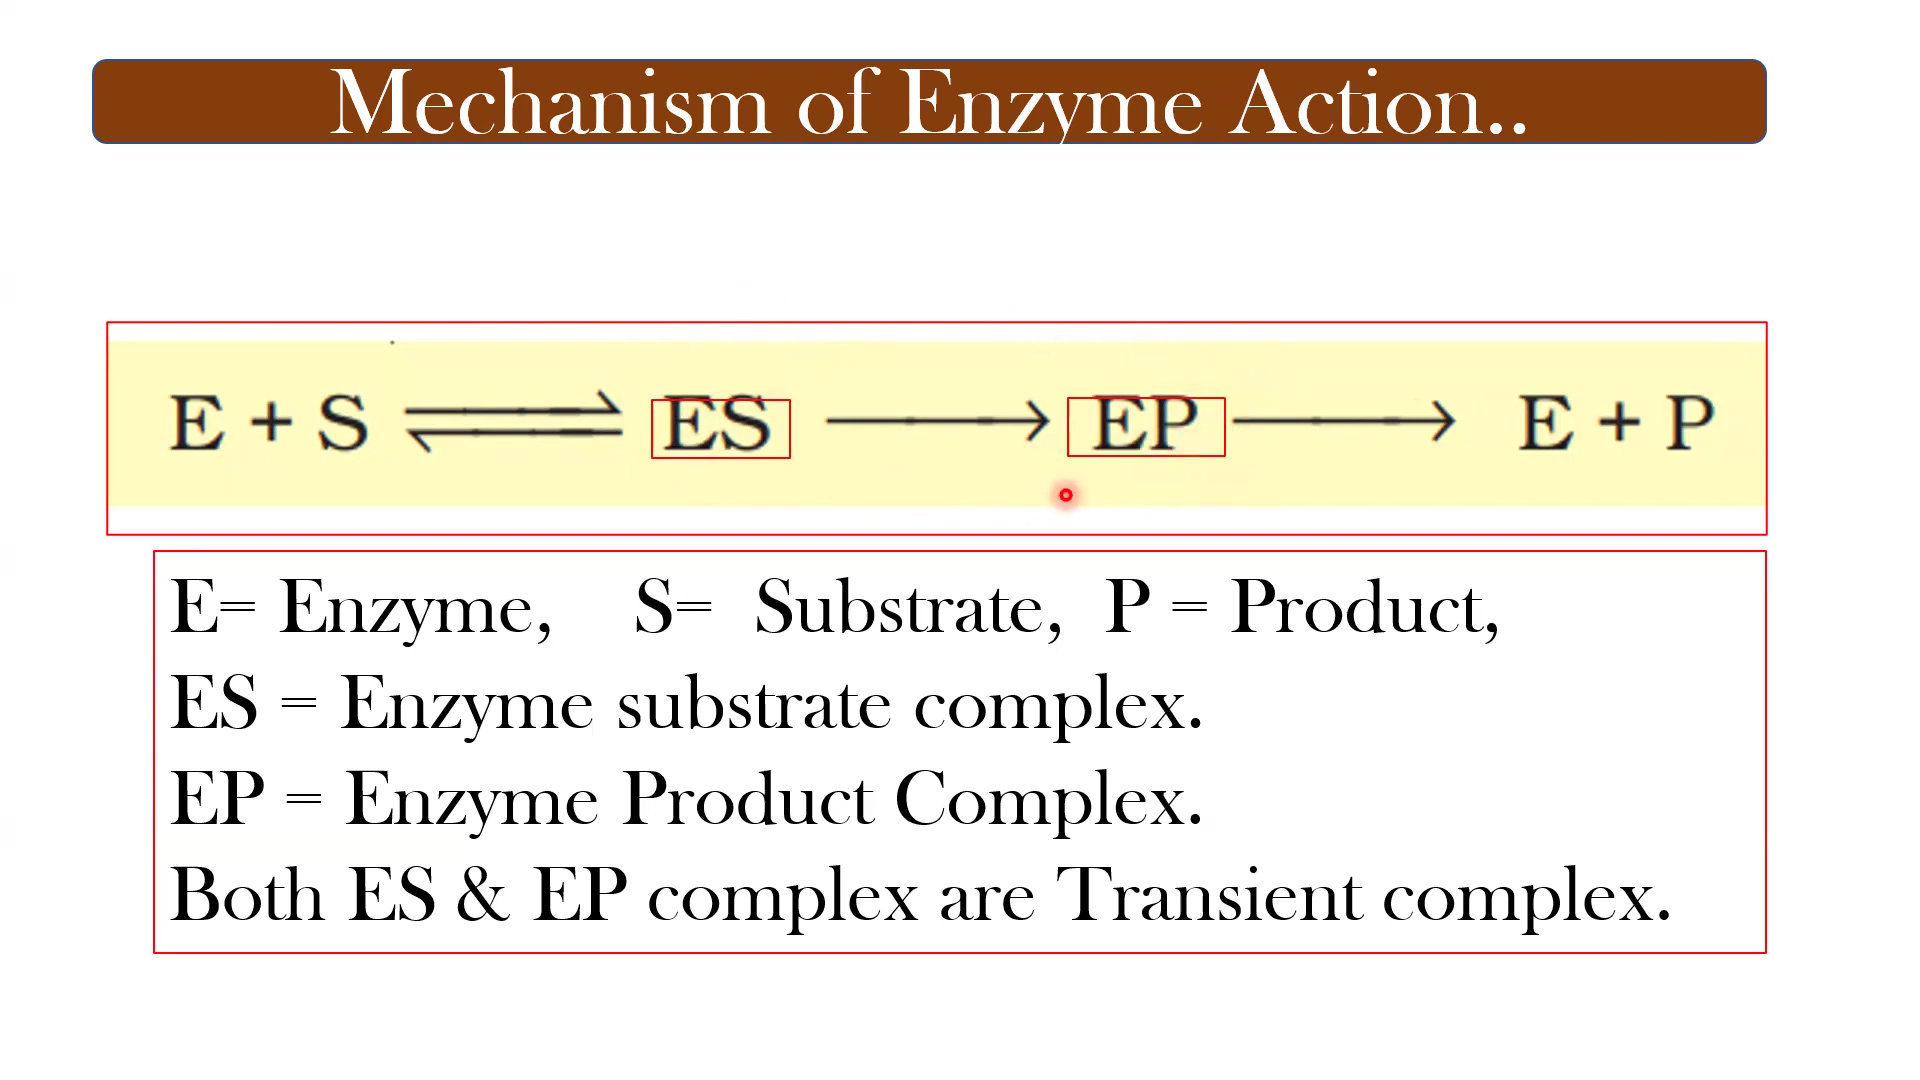 Mechanism of Enzyme Action..
E + S ⇌ ES ⟶ EP ⟶ E + P
E= Enzyme, S= Substrate, P = Product,
ES = Enzyme substrate complex.
EP = Enzyme Product Complex.
Both ES & EP complex are Transient complex.